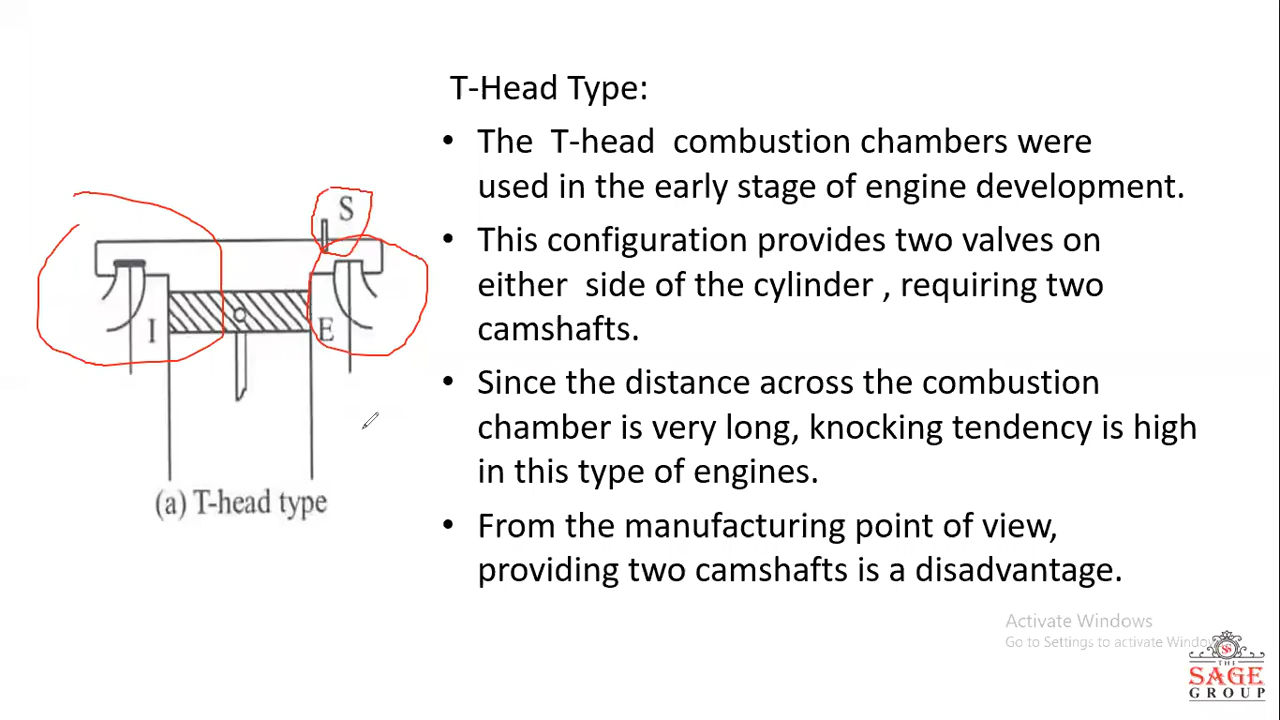 T-Head Type:
• The T-head combustion chambers were
used in the early stage of engine development.
• This configuration provides two valves on
either side of the cylinder , requiring two
camshafts.
• Since the distance across the combustion
chamber is very long, knocking tendency is high
in this type of engines.
• From the manufacturing point of view,
providing two camshafts is a disadvantage.
S
I
E
(a) T-head type
Activate Windows
Go to Settings to activate
THE
SAGE
GROUP